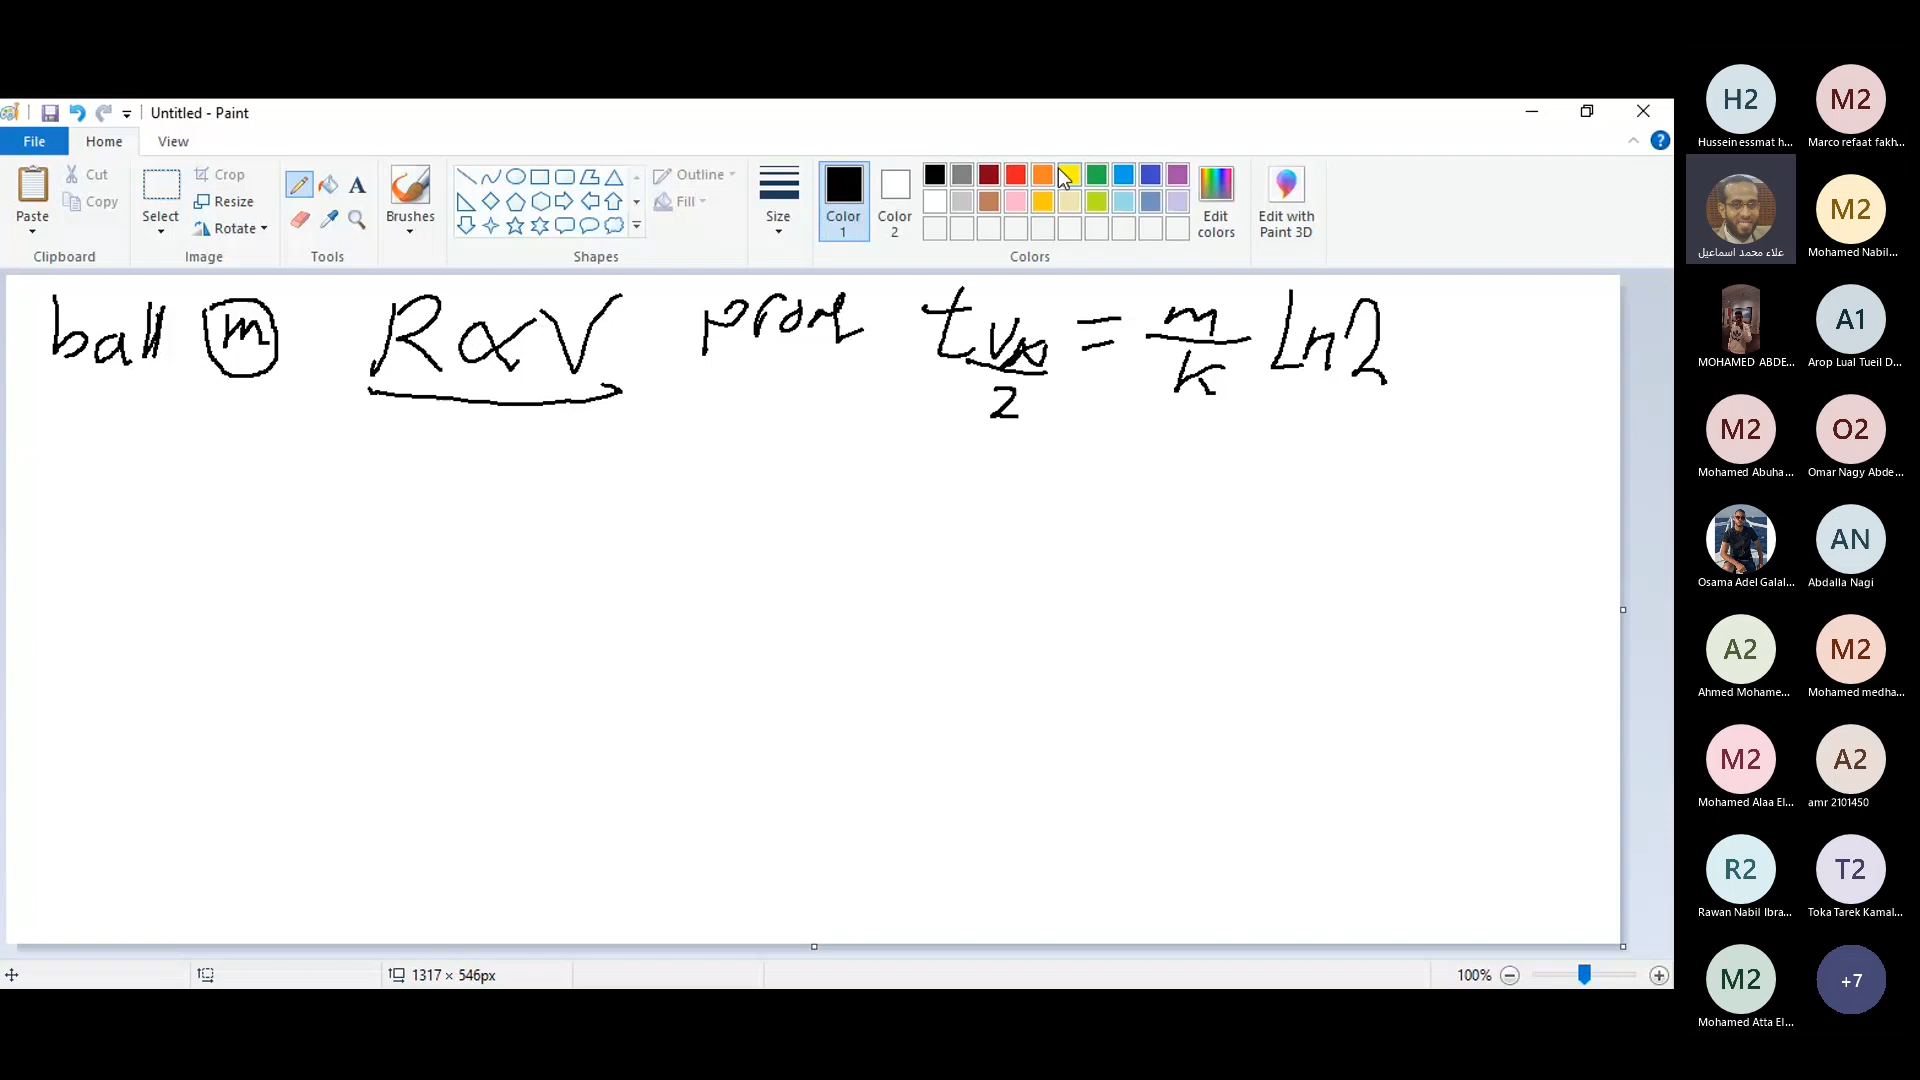 Untitled - Paint
File Home View
Paste
Cut
Copy
Clipboard
Select
Crop
Resize
Rotate
Image
Tools
Brushes
Shapes
Outline
Fill
Size
Color 1
Color 2
Edit colors
Edit with Paint 3D
Colors
ball m R∝V prove t V∞/2 = m/k Ln2
1317 × 546px
100%
H2 M2
Hussein essmat h... Marco refaat fakh...
M2
علاء محمد اسماعيل Mohamed Nabil...
A1
MOHAMED ABDE... Arop Lual Tueil D...
M2 O2
Mohamed Abuha... Omar Nagy Abde...
AN
Osama Adel Galal... Abdalla Nagi
A2 M2
Ahmed Mohame... Mohamed medha...
M2 A2
Mohamed Alaa El... amr 2101450
R2 T2
Rawan Nabil Ibra... Toka Tarek Kamal...
M2 +7
Mohamed Atta El...